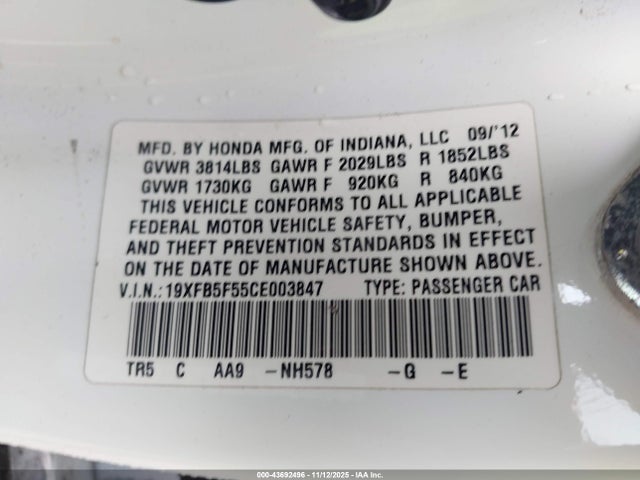 MFD. BY HONDA MFG. OF INDIANA, LLC 09/'12
GVWR 3814LBS GAWR F 2029LBS R 1852LBS
GVWR 1730KG GAWR F 920KG R 840KG
THIS VEHICLE CONFORMS TO ALL APPLICABLE
FEDERAL MOTOR VEHICLE SAFETY, BUMPER,
AND THEFT PREVENTION STANDARDS IN EFFECT
ON THE DATE OF MANUFACTURE SHOWN ABOVE.
V.I.N.: 19XFB5F55CE003847 TYPE: PASSENGER CAR
TR5 C AA9 -NH578 -G -E
000-43692496 - 11/12/2025 - IAA Inc.